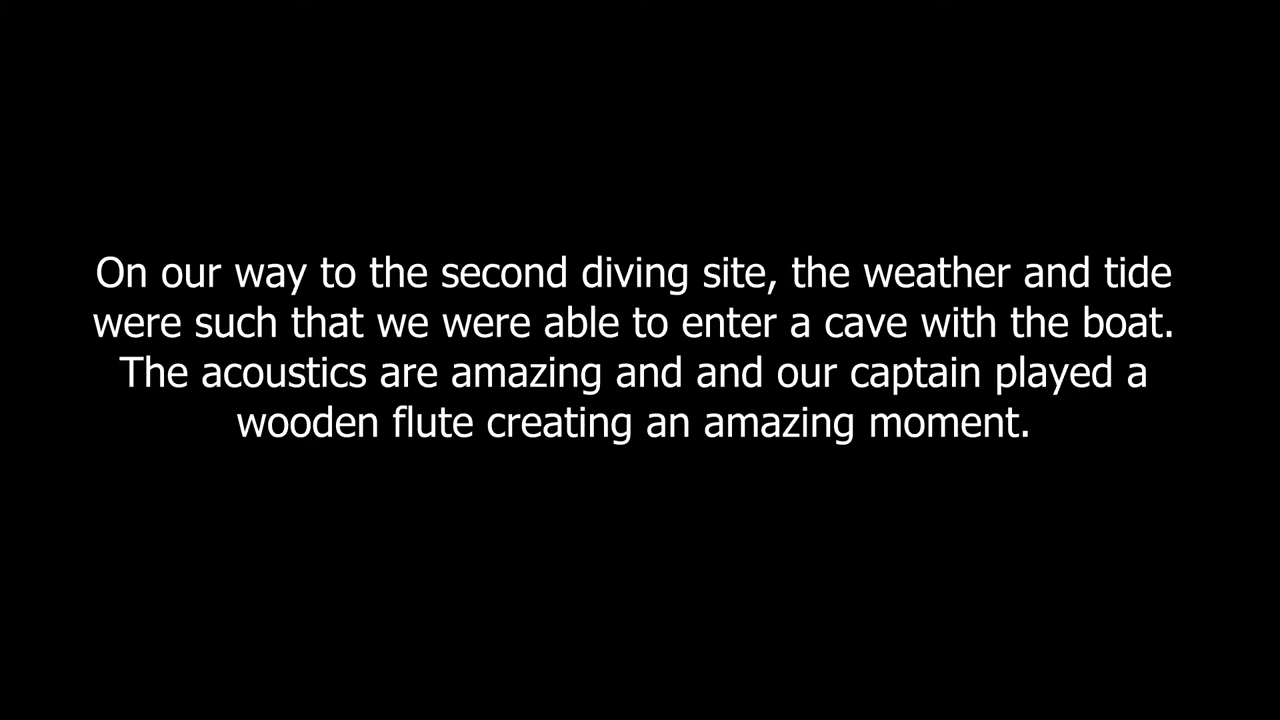 On our way to the second diving site, the weather and tide
were such that we were able to enter a cave with the boat.
The acoustics are amazing and and our captain played a
wooden flute creating an amazing moment.